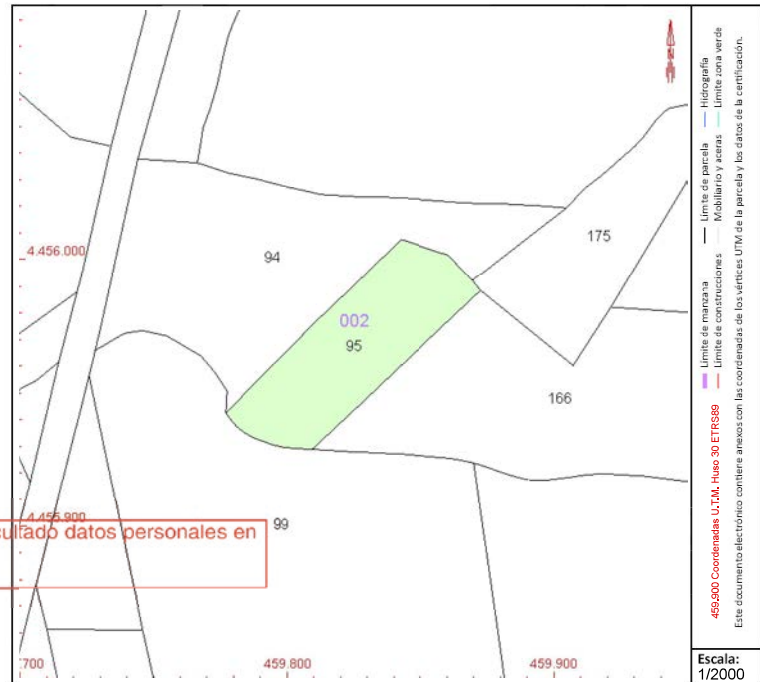 N
4.456.000
94
175
002
95
166
4.455.900
99
cultado datos personales en
700
459.800
459.900
Límite de manzana
Límite de parcela
Hidrografía
Límite de construcciones
Mobiliario y aceras
Límite zona verde
459,900 Coordenadas U.T.M. Huso 30 ETRS89
Este documento electrónico contiene anexos con las coordenadas de los vértices UTM de la parcela y los datos de la certificación.
Escala:
1/2000